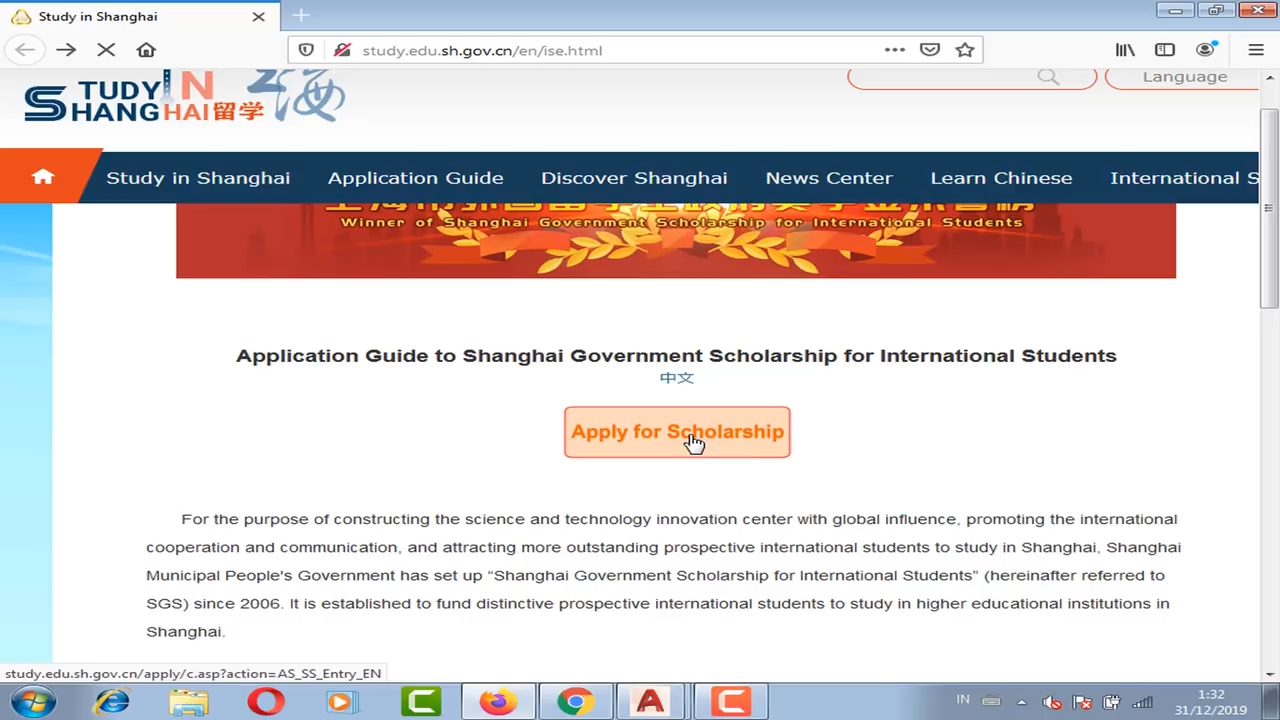 Study in Shanghai
study.edu.sh.gov.cn/en/ise.html
STUDY IN
SHANGHAI留学
海
Language
Study in Shanghai
Application Guide
Discover Shanghai
News Center
Learn Chinese
International S
Winner of Shanghai Government Scholarship for International Students
Application Guide to Shanghai Government Scholarship for International Students
中文
Apply for Scholarship
For the purpose of constructing the science and technology innovation center with global influence, promoting the international
cooperation and communication, and attracting more outstanding prospective international students to study in Shanghai, Shanghai
Municipal People's Government has set up “Shanghai Government Scholarship for International Students” (hereinafter referred to
SGS) since 2006. It is established to fund distinctive prospective international students to study in higher educational institutions in
Shanghai.
study.edu.sh.gov.cn/apply/c.asp?action=AS_SS_Entry_EN
IN
1:32
31/12/2019